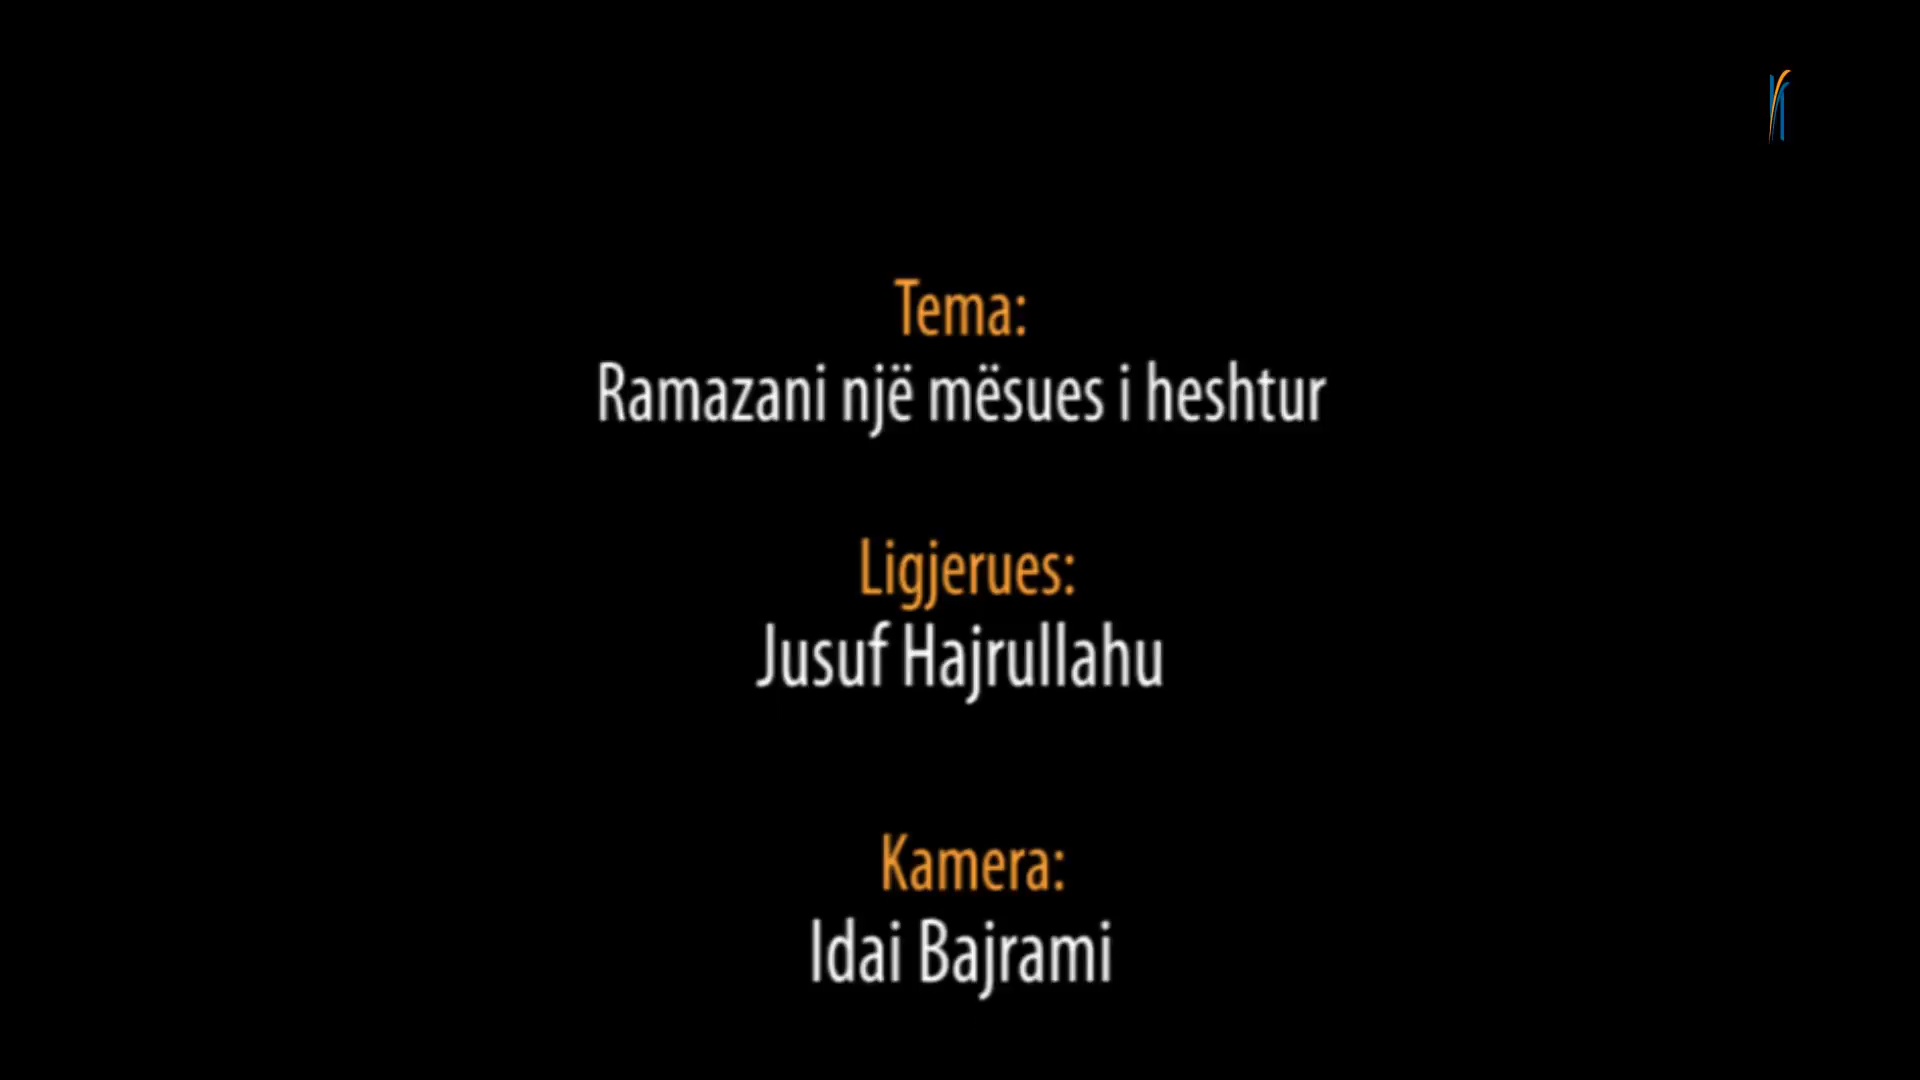 Tema:
Ramazani një mësues i heshtur
Ligjerues:
Jusuf Hajrullahu
Kamera:
Idai Bajrami